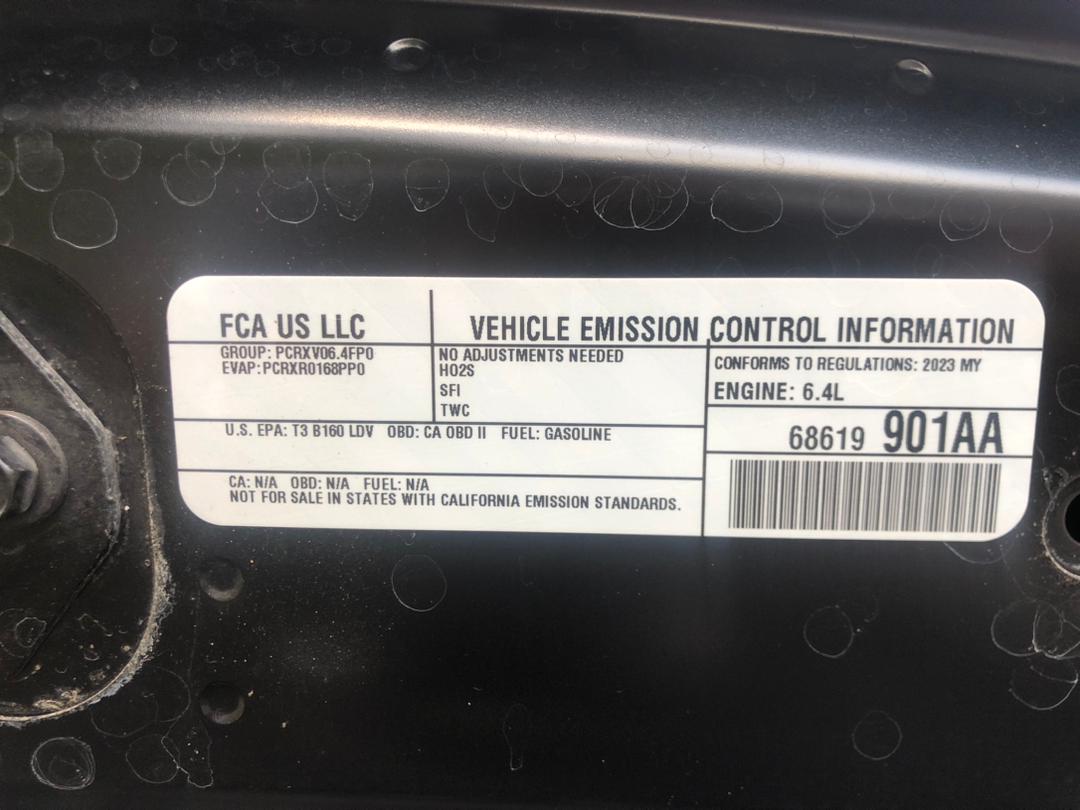 FCA US LLC
VEHICLE EMISSION CONTROL INFORMATION
GROUP: PCRXV06.4FP0
EVAP: PCRXR0168PP0
NO ADJUSTMENTS NEEDED
HO2S
SFI
TWC
CONFORMS TO REGULATIONS: 2023 MY
ENGINE: 6.4L
U.S. EPA: T3 B160 LDV OBD: CA OBD II FUEL: GASOLINE
68619 901AA
CA: N/A OBD: N/A FUEL: N/A
NOT FOR SALE IN STATES WITH CALIFORNIA EMISSION STANDARDS.